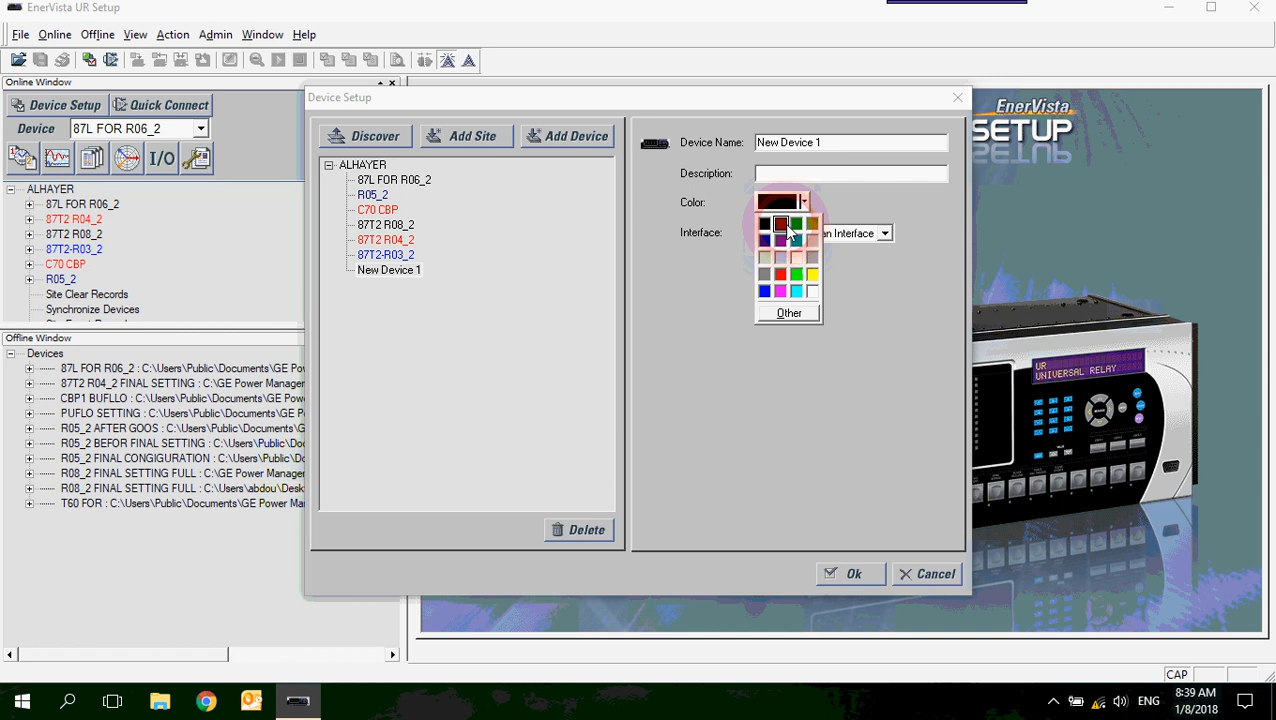 EnerVista UR Setup
File Online Offline View Action Admin Window Help
Online Window
Device Setup Quick Connect
Device 87L FOR R06_2
I/O
ALHAYER
87L FOR R06_2
87T2 R04_2
87T2 R08_2
87T2-R03_2
C70 CBP
R05_2
Site Clear Records
Synchronize Devices
Offline Window
Devices
87L FOR R06_2 : C:\Users\Public\Documents\GE Power
87T2 R04_2 FINAL SETTING : C:\GE Power Manager
CBP1 BUFLLO : C:\Users\Public\Documents\GE Power
PUFLO SETTING : C:\Users\Public\Documents\GE Pow
R05_2 AFTER GOOS : C:\Users\Public\Documents\GE
R05_2 BEFOR FINAL SETTING : C:\Users\Public\Do
R05_2 FINAL CONGIGURATION : C:\Users\Public\D
R08_2 FINAL SETTING FULL : C:\GE Power Manager
R08_2 FINAL SETTING FULL : C:\Users\abdou\Desk
T60 FOR : C:\Users\Public\Documents\GE Power Ma
Device Setup
Discover Add Site Add Device
ALHAYER
87L FOR R06_2
R05_2
C70 CBP
87T2 R08_2
87T2 R04_2
87T2-R03_2
New Device 1
Delete
Device Name: New Device 1
Description:
Color:
Interface: n Interface
Other
Ok Cancel
EnerVista
SETUP
UR
UNIVERSAL RELAY
CAP
ENG
8:39 AM
1/8/2018